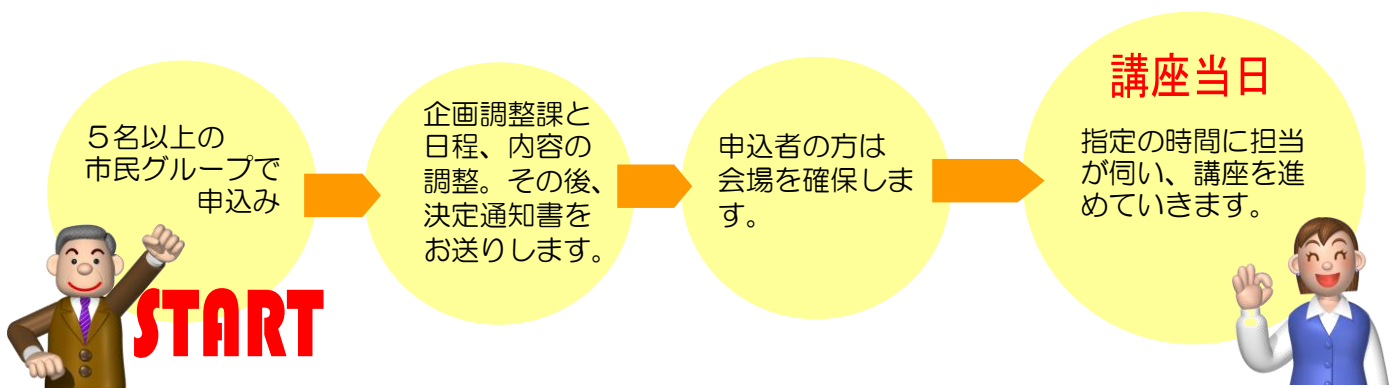 ５名以上の
市民グループで
申込み
START
企画調整課と
日程、内容の
調整。その後、
決定通知書を
お送りします。
申込者の方は
会場を確保しま
す。
講座当日
指定の時間に担当
が伺い、講座を進
めていきます。